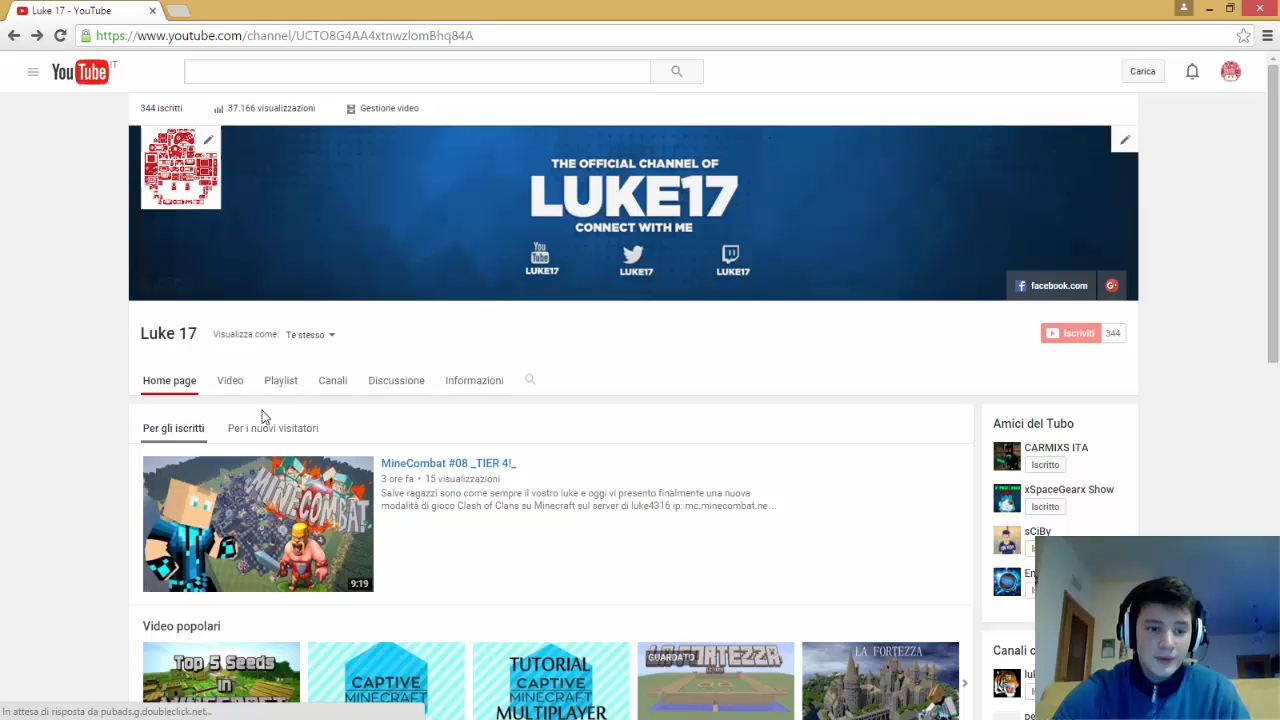 Luke 17 - YouTube
https://www.youtube.com/channel/UCTO8G4AA4xtnwzlomBhq84A
YouTube IT
Carica
344 iscritti
37.166 visualizzazioni
Gestione video
THE OFFICIAL CHANNEL OF
LUKE17
CONNECT WITH ME
You Tube
LUKE17
LUKE17
LUKE17
facebook.com
Luke 17
Visualizza come:
Te stesso
Iscriviti
344
Home page
Video
Playlist
Canali
Discussione
Informazioni
Per gli iscritti
Per i nuovi visitatori
MINECOMBAT
9:19
MineCombat #08 _TIER 4!_
3 ore fa • 15 visualizzazioni
Salve ragazzi sono come sempre il vostro luke e oggi vi presento finalmente una nuova
modalità di gioco Clash of Clans su Minecraft sul server di luke4316 ip: mc.minecombat.ne...
Amici del Tubo
CARMIXS ITA
Iscritto
xSpaceGearx Show
Iscritto
sCiBy
Video popolari
Top 5 Seeds
in
CAPTIVE
MINECRAFT
TUTORIAL
CAPTIVE
MINECRAFT
MULTIPLAYER
GUARDATO
LA FORTEZZA
In attesa di risposta da pubads.g.doubleclick.net...